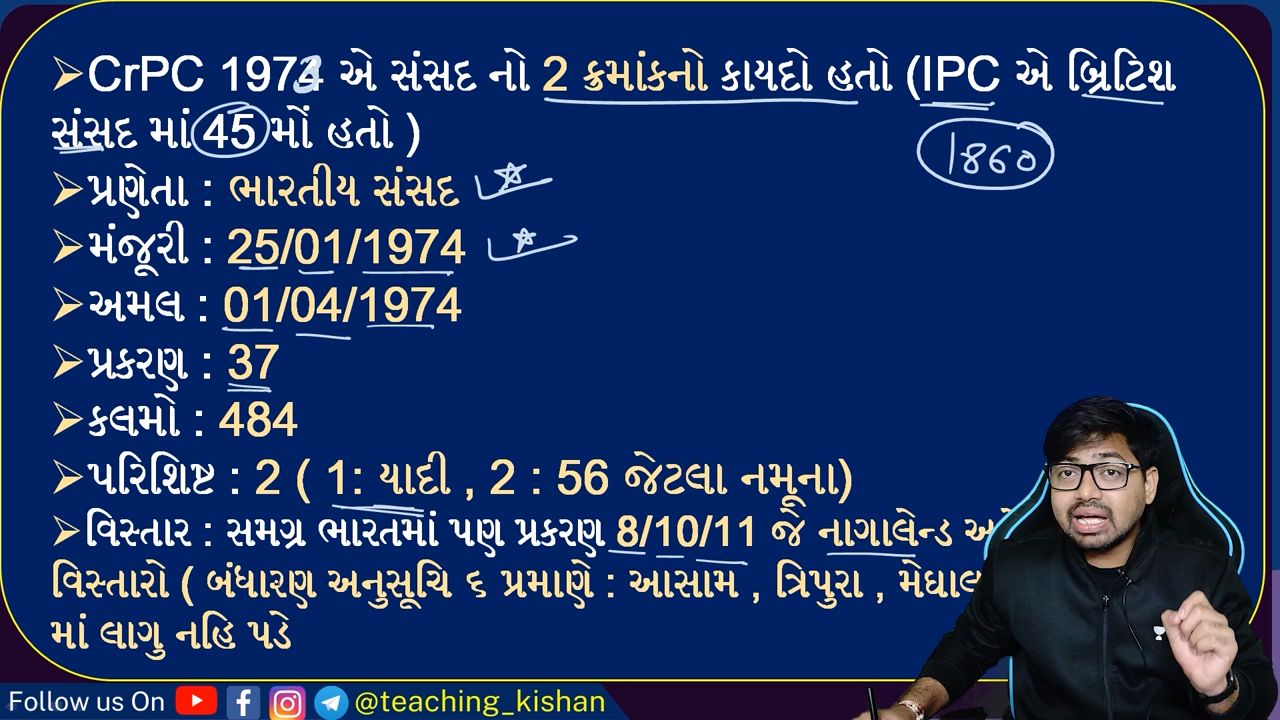 ➢CrPC 1973 એ સંસદ નો 2 ક્રમાંકનો કાયદો હતો (IPC એ બ્રિટિશ
સંસદ માં 45 મોં હતો )
1860
➢પ્રણેતા : ભારતીય સંસદ
➢મંજૂરી : 25/01/1974
➢અમલ : 01/04/1974
➢પ્રકરણ : 37
➢કલમો : 484
➢પરિશિષ્ટ : 2 ( 1: યાદી , 2 : 56 જેટલા નમૂના)
➢વિસ્તાર : સમગ્ર ભારતમાં પણ પ્રકરણ 8/10/11 જે નાગાલેન્ડ
વિસ્તારો ( બંધારણ અનુસૂચિ ૬ પ્રમાણે : આસામ , ત્રિપુરા ,
માં લાગુ નહિ પડે
Follow us On @teaching_kishan